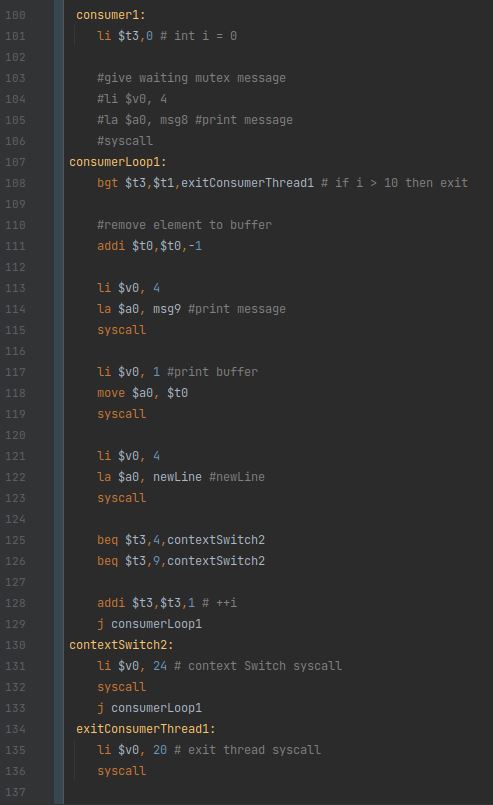 100 consumer1:
101 li $t3,0 # int i = 0
102
103 #give waiting mutex message
104 #li $v0, 4
105 #la $a0, msg8 #print message
106 #syscall
107 consumerLoop1:
108 bgt $t3,$t1,exitConsumerThread1 # if i > 10 then exit
109
110 #remove element to buffer
111 addi $t0,$t0,-1
112
113 li $v0, 4
114 la $a0, msg9 #print message
115 syscall
116
117 li $v0, 1 #print buffer
118 move $a0, $t0
119 syscall
120
121 li $v0, 4
122 la $a0, newLine #newLine
123 syscall
124
125 beq $t3,4,contextSwitch2
126 beq $t3,9,contextSwitch2
127
128 addi $t3,$t3,1 # ++i
129 j consumerLoop1
130 contextSwitch2:
131 li $v0, 24 # context Switch syscall
132 syscall
133 j consumerLoop1
134 exitConsumerThread1:
135 li $v0, 20 # exit thread syscall
136 syscall
137